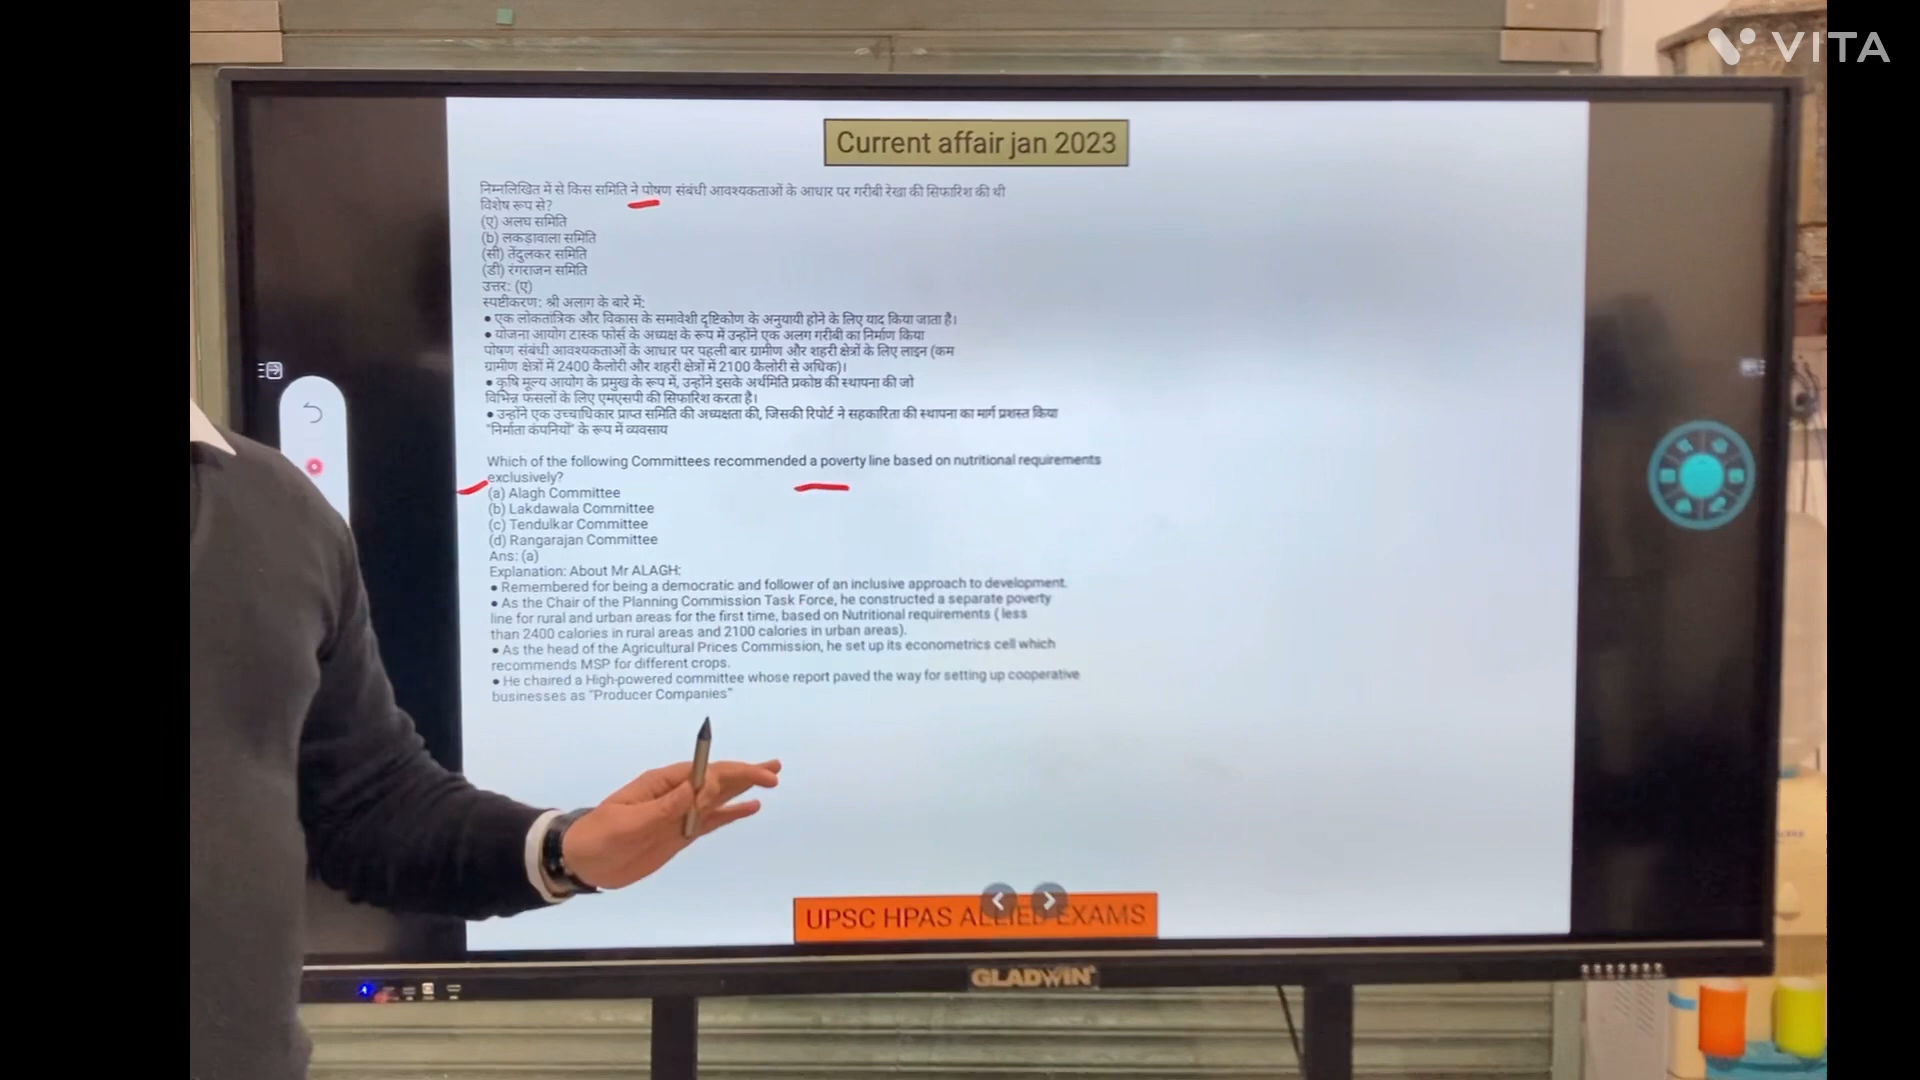 VITA
Current affair jan 2023
निम्नलिखित में से किस समिति ने पोषण संबंधी आवश्यकताओं के आधार पर गरीबी रेखा की सिफारिश की थी
विशेष रूप से?
(ए) अलघ समिति
(b) लकड़ावाला समिति
(सी) तेंदुलकर समिति
(डी) रंगराजन समिति
उत्तर: (ए)
स्पष्टीकरण: श्री अलाग के बारे में:
• एक लोकतांत्रिक और विकास के समावेशी दृष्टिकोण के अनुयायी होने के लिए याद किया जाता है।
• योजना आयोग टास्क फोर्स के अध्यक्ष के रूप में उन्होंने एक अलग गरीबी का निर्माण किया
पोषण संबंधी आवश्यकताओं के आधार पर पहली बार ग्रामीण और शहरी क्षेत्रों के लिए लाइन (कम
ग्रामीण क्षेत्रों में 2400 कैलोरी और शहरी क्षेत्रों में 2100 कैलोरी से अधिक)।
• कृषि मूल्य आयोग के प्रमुख के रूप में, उन्होंने इसके अर्थमिति प्रकोष्ठ की स्थापना की जो
विभिन्न फसलों के लिए एमएसपी की सिफारिश करता है।
• उन्होंने एक उच्चाधिकार प्राप्त समिति की अध्यक्षता की, जिसकी रिपोर्ट ने सहकारिता की स्थापना का मार्ग प्रशस्त किया
"निर्माता कंपनियों" के रूप में व्यवसाय
Which of the following Committees recommended a poverty line based on nutritional requirements
exclusively?
(a) Alagh Committee
(b) Lakdawala Committee
(c) Tendulkar Committee
(d) Rangarajan Committee
Ans: (a)
Explanation: About Mr ALAGH:
• Remembered for being a democratic and follower of an inclusive approach to development.
• As the Chair of the Planning Commission Task Force, he constructed a separate poverty
line for rural and urban areas for the first time, based on Nutritional requirements ( less
than 2400 calories in rural areas and 2100 calories in urban areas).
• As the head of the Agricultural Prices Commission, he set up its econometrics cell which
recommends MSP for different crops.
• He chaired a High-powered committee whose report paved the way for setting up cooperative
businesses as "Producer Companies"
UPSC HPAS ALLIED EXAMS
GLADWIN